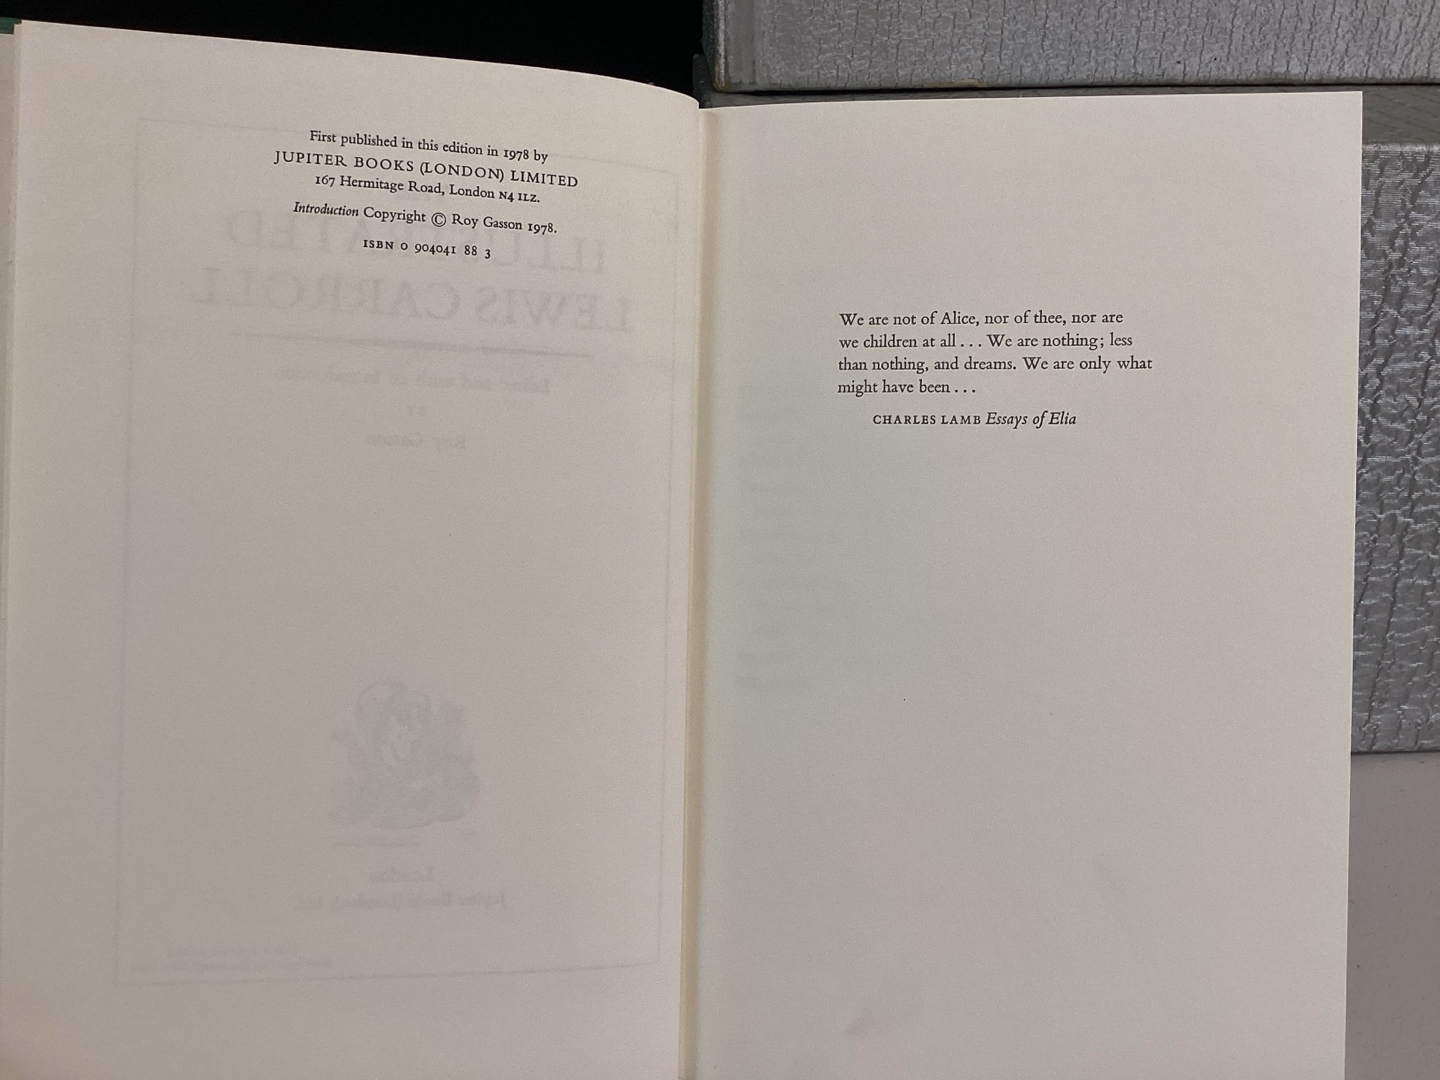 First published in this edition in 1978 by
JUPITER BOOKS (LONDON) LIMITED
167 Hermitage Road, London N4 1LZ.
Introduction Copyright © Roy Gasson 1978.
ISBN 0 904041 88 3
ILLUSTRATED
LEWIS CARROLL
We are not of Alice, nor of thee, nor are
we children at all . . . We are nothing; less
than nothing, and dreams. We are only what
might have been . . .
CHARLES LAMB Essays of Elia